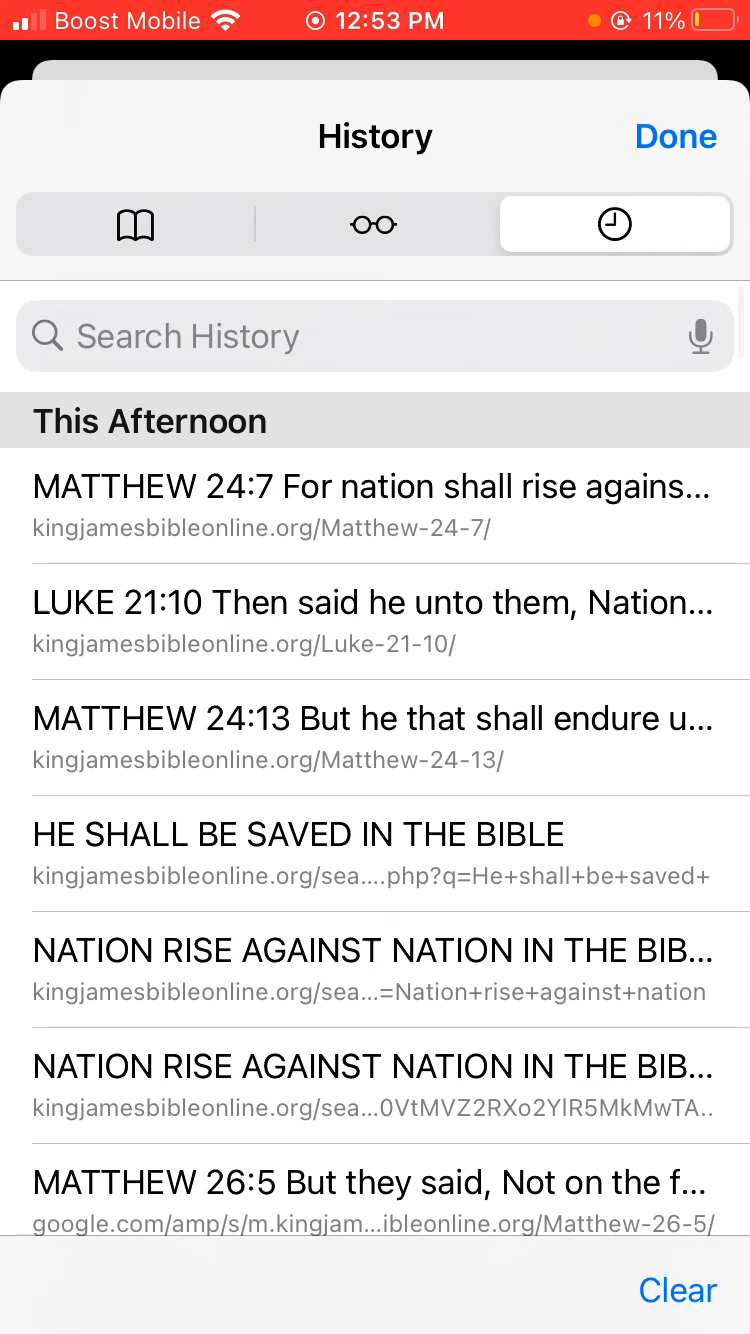 Boost Mobile 12:53 PM 11%
History Done
Search History
This Afternoon
MATTHEW 24:7 For nation shall rise agains...
kingjamesbibleonline.org/Matthew-24-7/
LUKE 21:10 Then said he unto them, Nation...
kingjamesbibleonline.org/Luke-21-10/
MATTHEW 24:13 But he that shall endure u...
kingjamesbibleonline.org/Matthew-24-13/
HE SHALL BE SAVED IN THE BIBLE
kingjamesbibleonline.org/sea....php?q=He+shall+be+saved+
NATION RISE AGAINST NATION IN THE BIB...
kingjamesbibleonline.org/sea...=Nation+rise+against+nation
NATION RISE AGAINST NATION IN THE BIB...
kingjamesbibleonline.org/sea...0VtMVZ2RXo2YlR5MkMwTA..
MATTHEW 26:5 But they said, Not on the f...
google.com/amp/s/m.kingjam...ibleonline.org/Matthew-26-5/
Clear